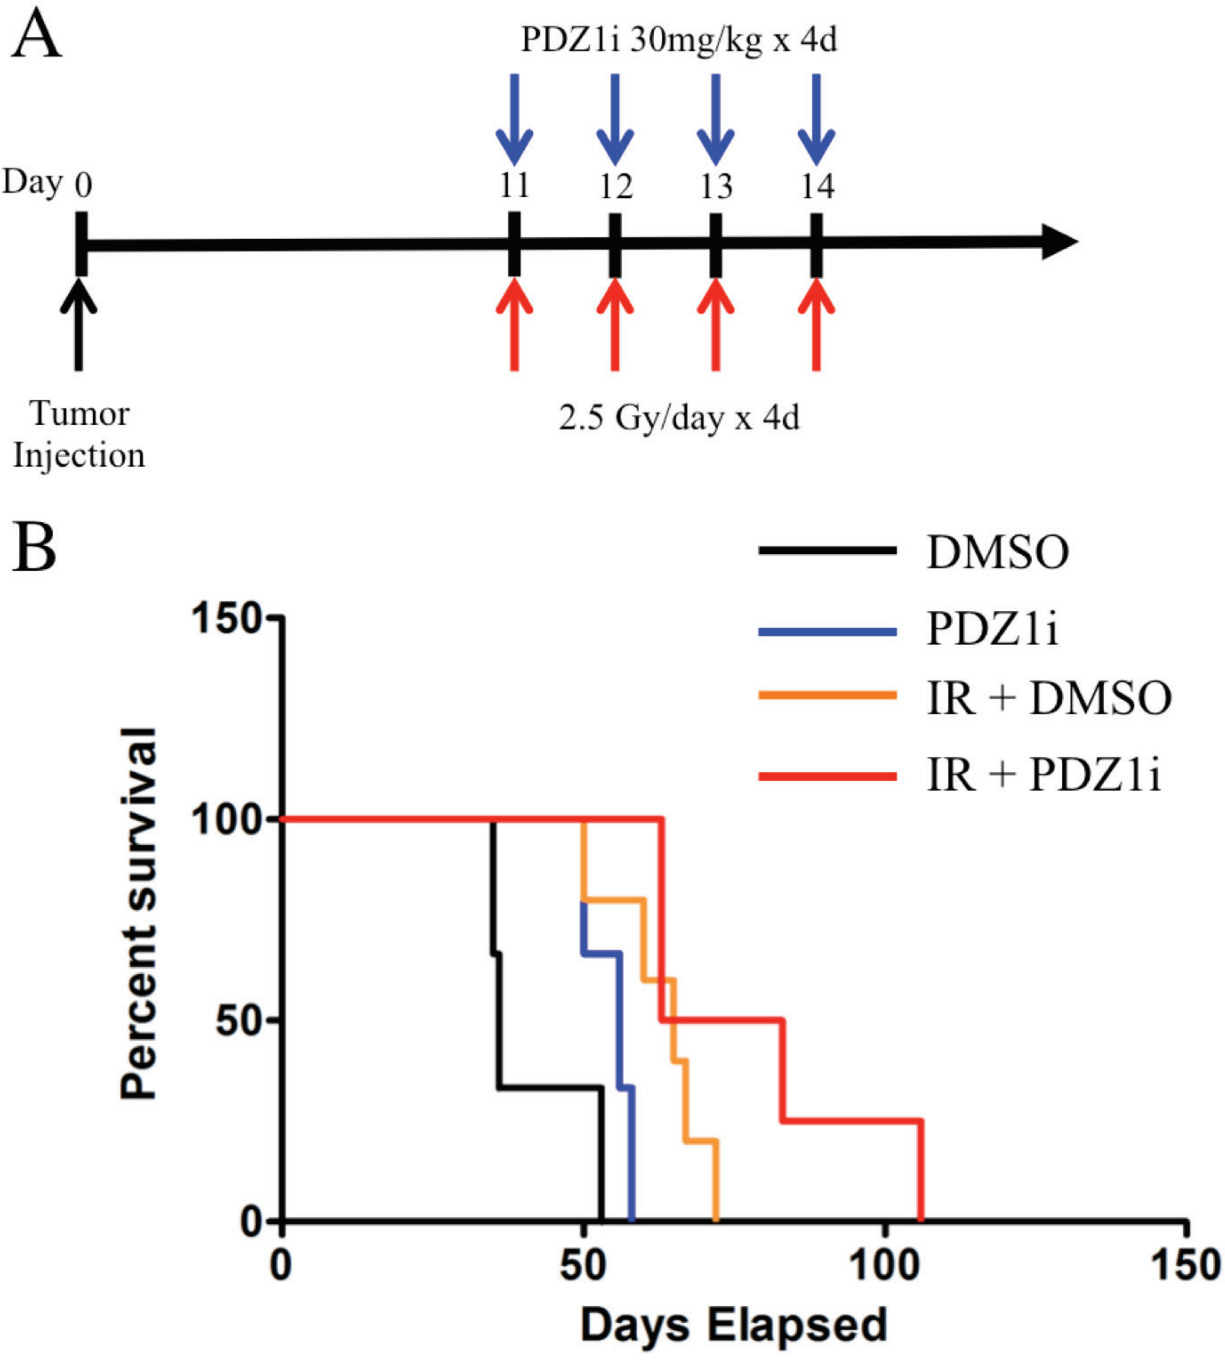 A
PDZ1i 30mg/kg x 4d
Day 0
11 12 13 14
Tumor
Injection
2.5 Gy/day x 4d
B
DMSO
PDZ1i
IR + DMSO
IR + PDZ1i
150
100
50
0
Percent survival
0 50 100 150
Days Elapsed